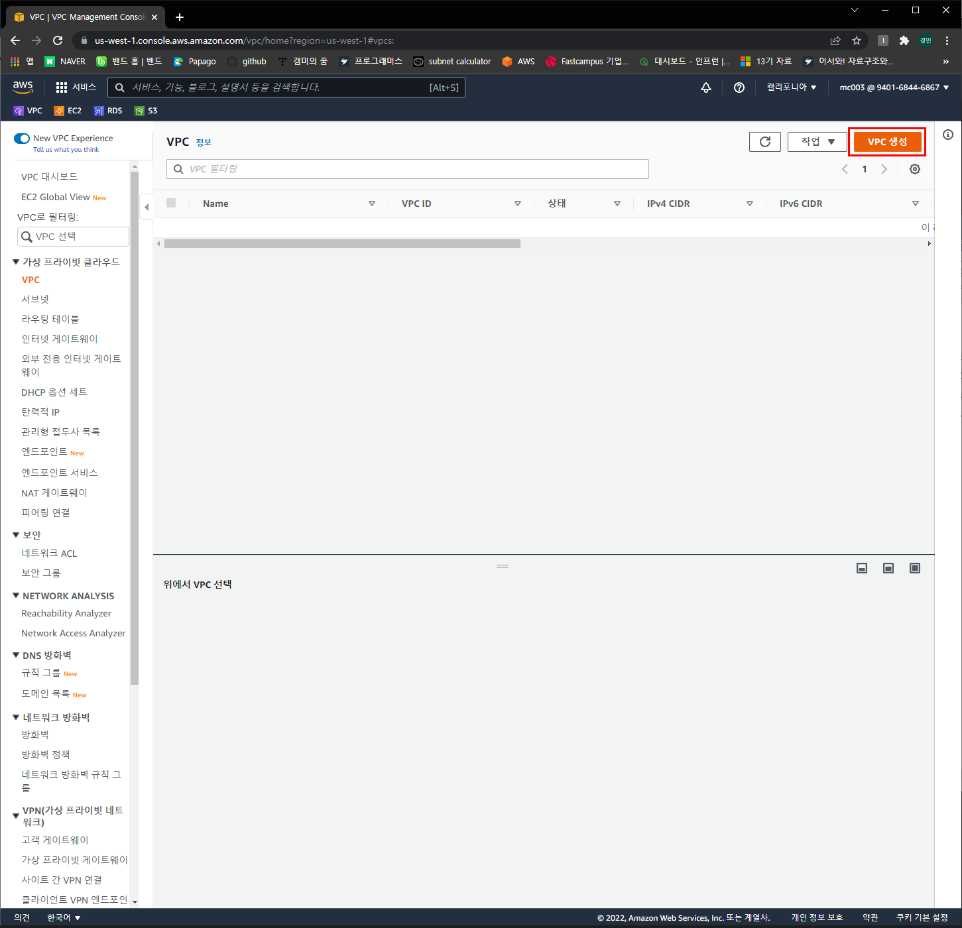 VPC | VPC Management Consol
us-west-1.console.aws.amazon.com/vpc/home?region=us-west-1#vpcs:
앱 NAVER 밴드 홈 | 밴드 Papago github 갬미의 꿈 프로그래머스 subnet calculator AWS Fastcampus 기업... 대시보드 - 인프런 |... 13기 자료 어서와! 자료구조와... »
aws 서비스 서비스, 기능, 블로그, 설명서 등을 검색합니다. [Alt+S] 캘리포니아 ▼ mc003 @ 9401-6844-6867 ▼
VPC EC2 RDS S3
New VPC Experience
Tell us what you think
VPC 정보 작업 ▼ VPC 생성
VPC 필터링 1
Name VPC ID 상태 IPv4 CIDR IPv6 CIDR
이
위에서 VPC 선택
VPC 대시보드
EC2 Global View New
VPC로 필터링:
VPC 선택
▼ 가상 프라이빗 클라우드
VPC
서브넷
라우팅 테이블
인터넷 게이트웨이
외부 전용 인터넷 게이트
웨이
DHCP 옵션 세트
탄력적 IP
관리형 접두사 목록
엔드포인트 New
엔드포인트 서비스
NAT 게이트웨이
피어링 연결
▼ 보안
네트워크 ACL
보안 그룹
▼ NETWORK ANALYSIS
Reachability Analyzer
Network Access Analyzer
▼ DNS 방화벽
규칙 그룹 New
도메인 목록 New
▼ 네트워크 방화벽
방화벽
방화벽 정책
네트워크 방화벽 규칙 그
룹
▼ VPN(가상 프라이빗 네트
워크)
고객 게이트웨이
가상 프라이빗 게이트웨이
사이트 간 VPN 연결
클라이언트 VPN 엔드포인
의견 한국어 ▼ © 2022, Amazon Web Services, Inc. 또는 계열사. 개인 정보 보호 약관 쿠키 기본 설정